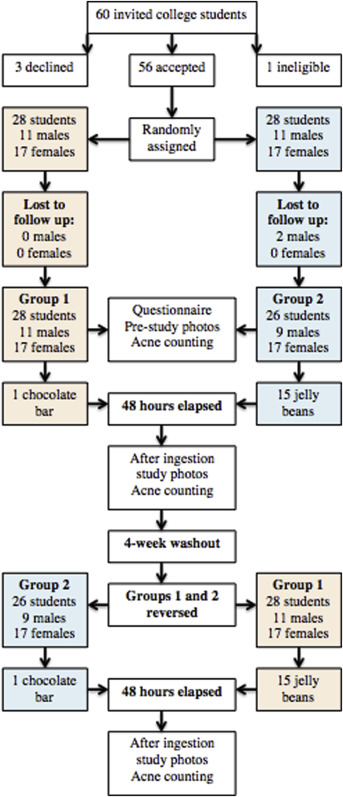 60 invited college students
3 declined
56 accepted
1 ineligible
28 students
11 males
17 females
Randomly
assigned
28 students
11 males
17 females
Lost to
follow up:
0 males
0 females
Lost to
follow up:
2 males
0 females
Group 1
28 students
11 males
17 females
Questionnaire
Pre-study photos
Acne counting
Group 2
26 students
9 males
17 females
1 chocolate
bar
48 hours elapsed
15 jelly
beans
After ingestion
study photos
Acne counting
4-week washout
Group 2
26 students
9 males
17 females
Groups 1 and 2
reversed
Group 1
28 students
11 males
17 females
1 chocolate
bar
48 hours elapsed
15 jelly
beans
After ingestion
study photos
Acne counting